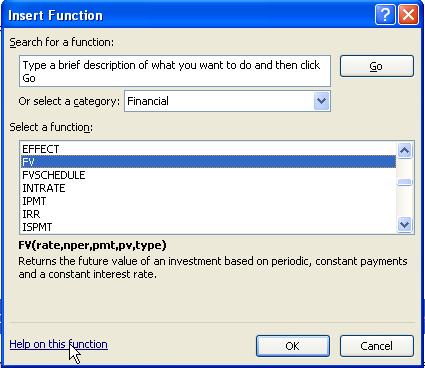 Insert Function
Search for a function:
Type a brief description of what you want to do and then click
Go
Go
Or select a category: Financial
Select a function:
EFFECT
FV
FVSCHEDULE
INTRATE
IPMT
IRR
ISPMT
FV(rate,nper,pmt,pv,type)
Returns the future value of an investment based on periodic, constant payments
and a constant interest rate.
Help on this function
OK
Cancel